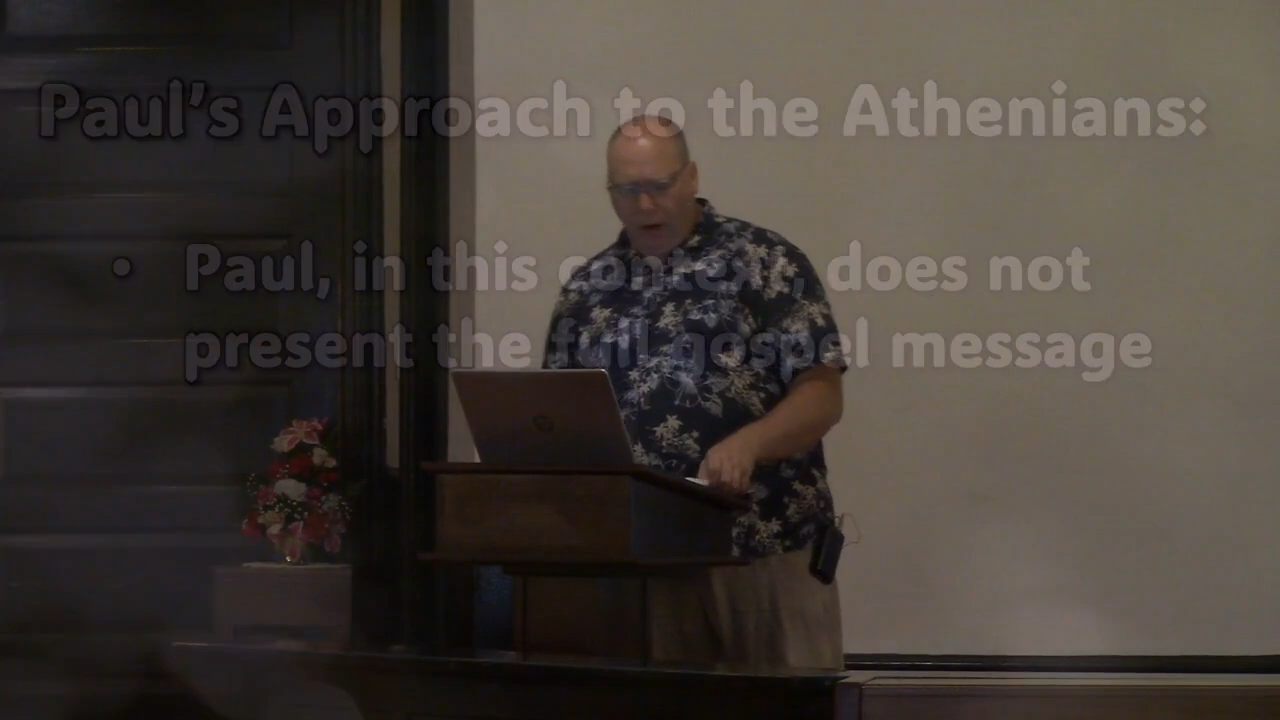 Paul's Approach to the Athenians:
• Paul, in this context, does not
present the full gospel message